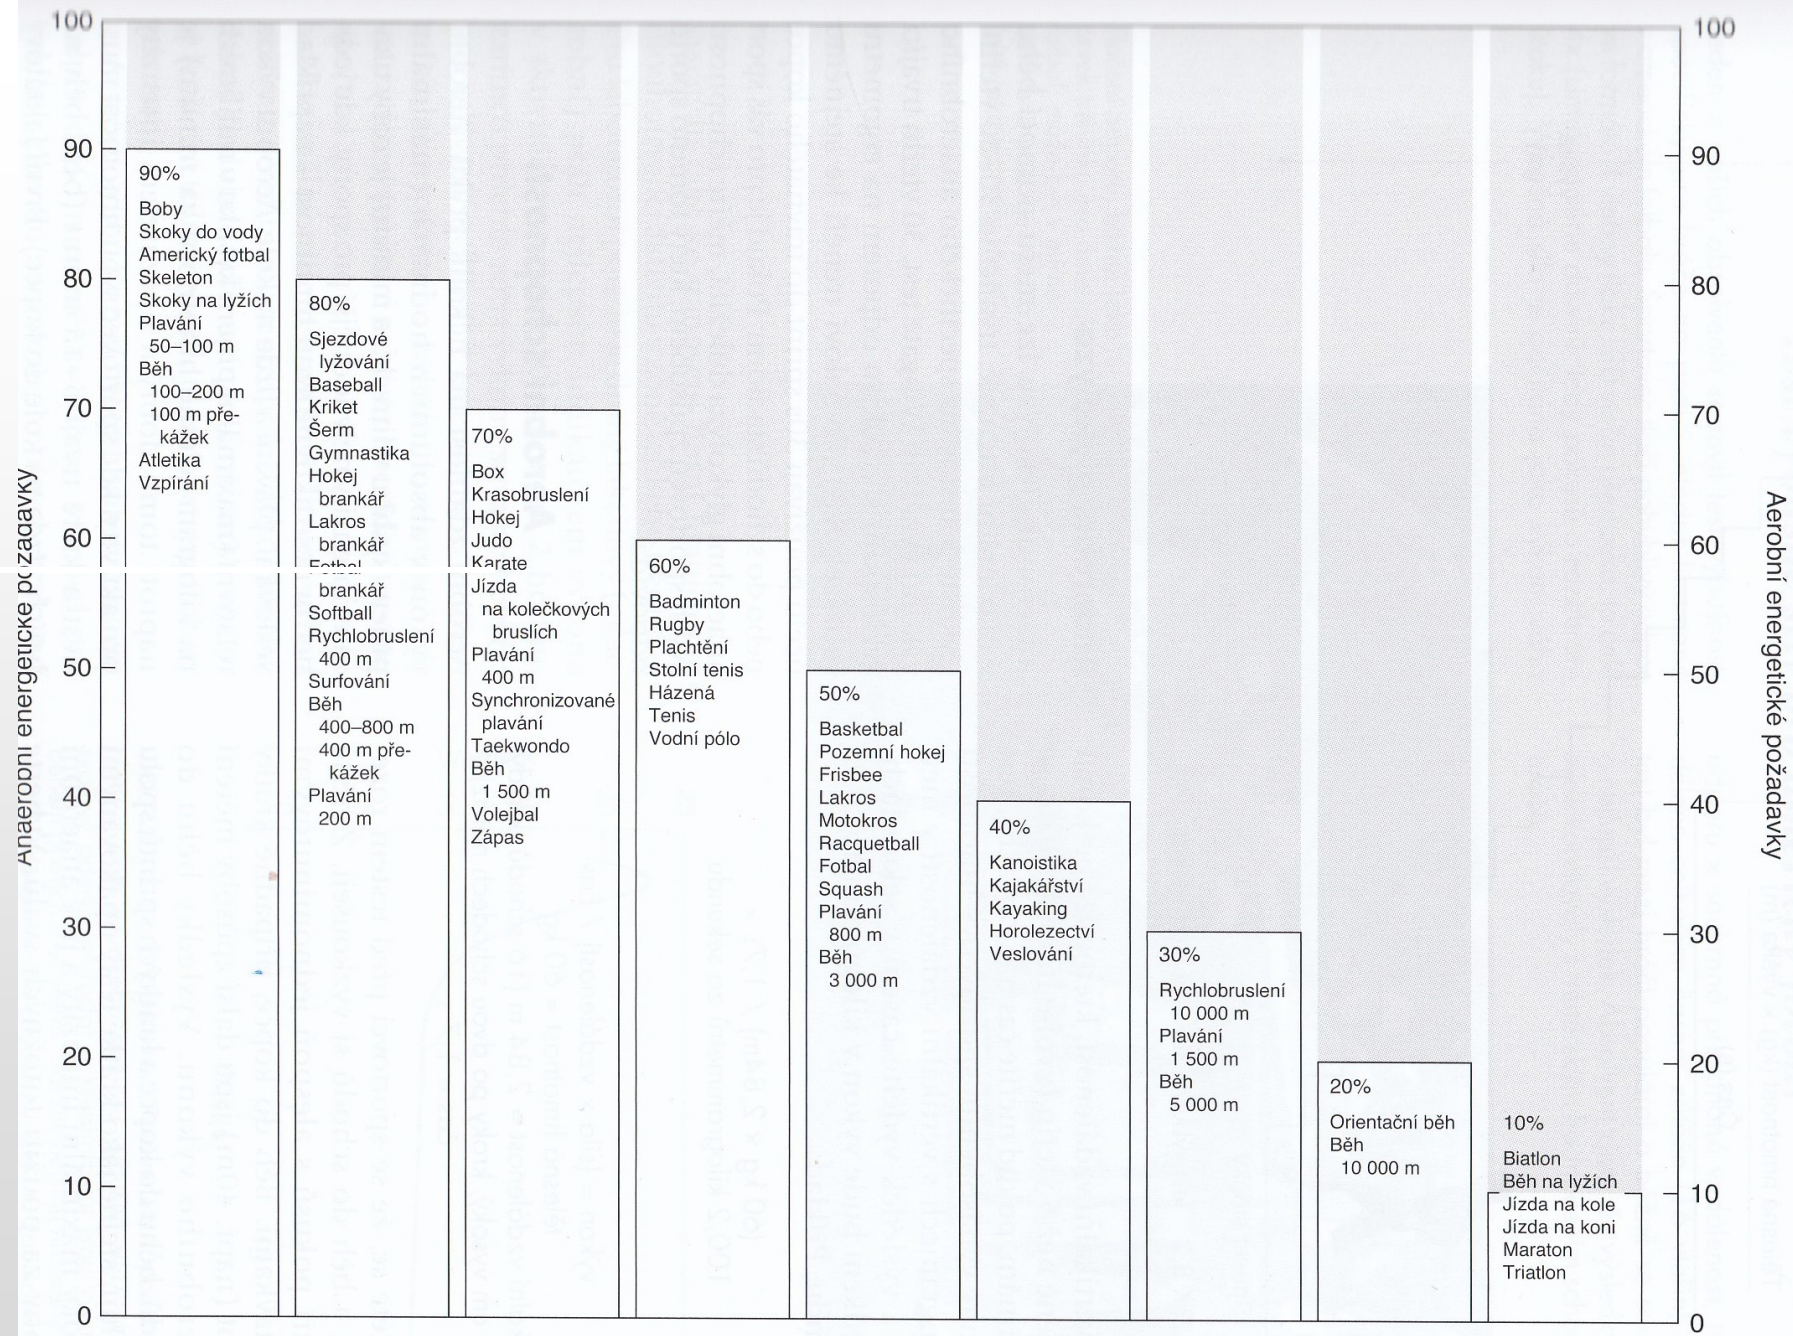 100
90
80
70
60
50
40
30
20
10
0
Anaerobní energetické požadavky
90%
Boby
Skoky do vody
Americký fotbal
Skeleton
Skoky na lyžích
Plavání
50–100 m
Běh
100–200 m
100 m pře-
kážek
Atletika
Vzpírání
80%
Sjezdové
lyžování
Baseball
Kriket
Šerm
Gymnastika
Hokej
brankář
Lakros
brankář
Fotbal
brankář
Softball
Rychlobruslení
400 m
Surfování
Běh
400–800 m
400 m pře-
kážek
Plavání
200 m
70%
Box
Krasobruslení
Hokej
Judo
Karate
Jízda
na kolečkových
bruslích
Plavání
400 m
Synchronizované
plavání
Taekwondo
Běh
1 500 m
Volejbal
Zápas
60%
Badminton
Rugby
Plachtění
Stolní tenis
Házená
Tenis
Vodní pólo
50%
Basketbal
Pozemní hokej
Frisbee
Lakros
Motokros
Racquetball
Fotbal
Squash
Plavání
800 m
Běh
3 000 m
40%
Kanoistika
Kajakářství
Kayaking
Horolezectví
Veslování
30%
Rychlobruslení
10 000 m
Plavání
1 500 m
Běh
5 000 m
20%
Orientační běh
Běh
10 000 m
10%
Biatlon
Běh na lyžích
Jízda na kole
Jízda na koni
Maraton
Triatlon
100
90
80
70
60
50
40
30
20
10
0
Aerobní energetické požadavky